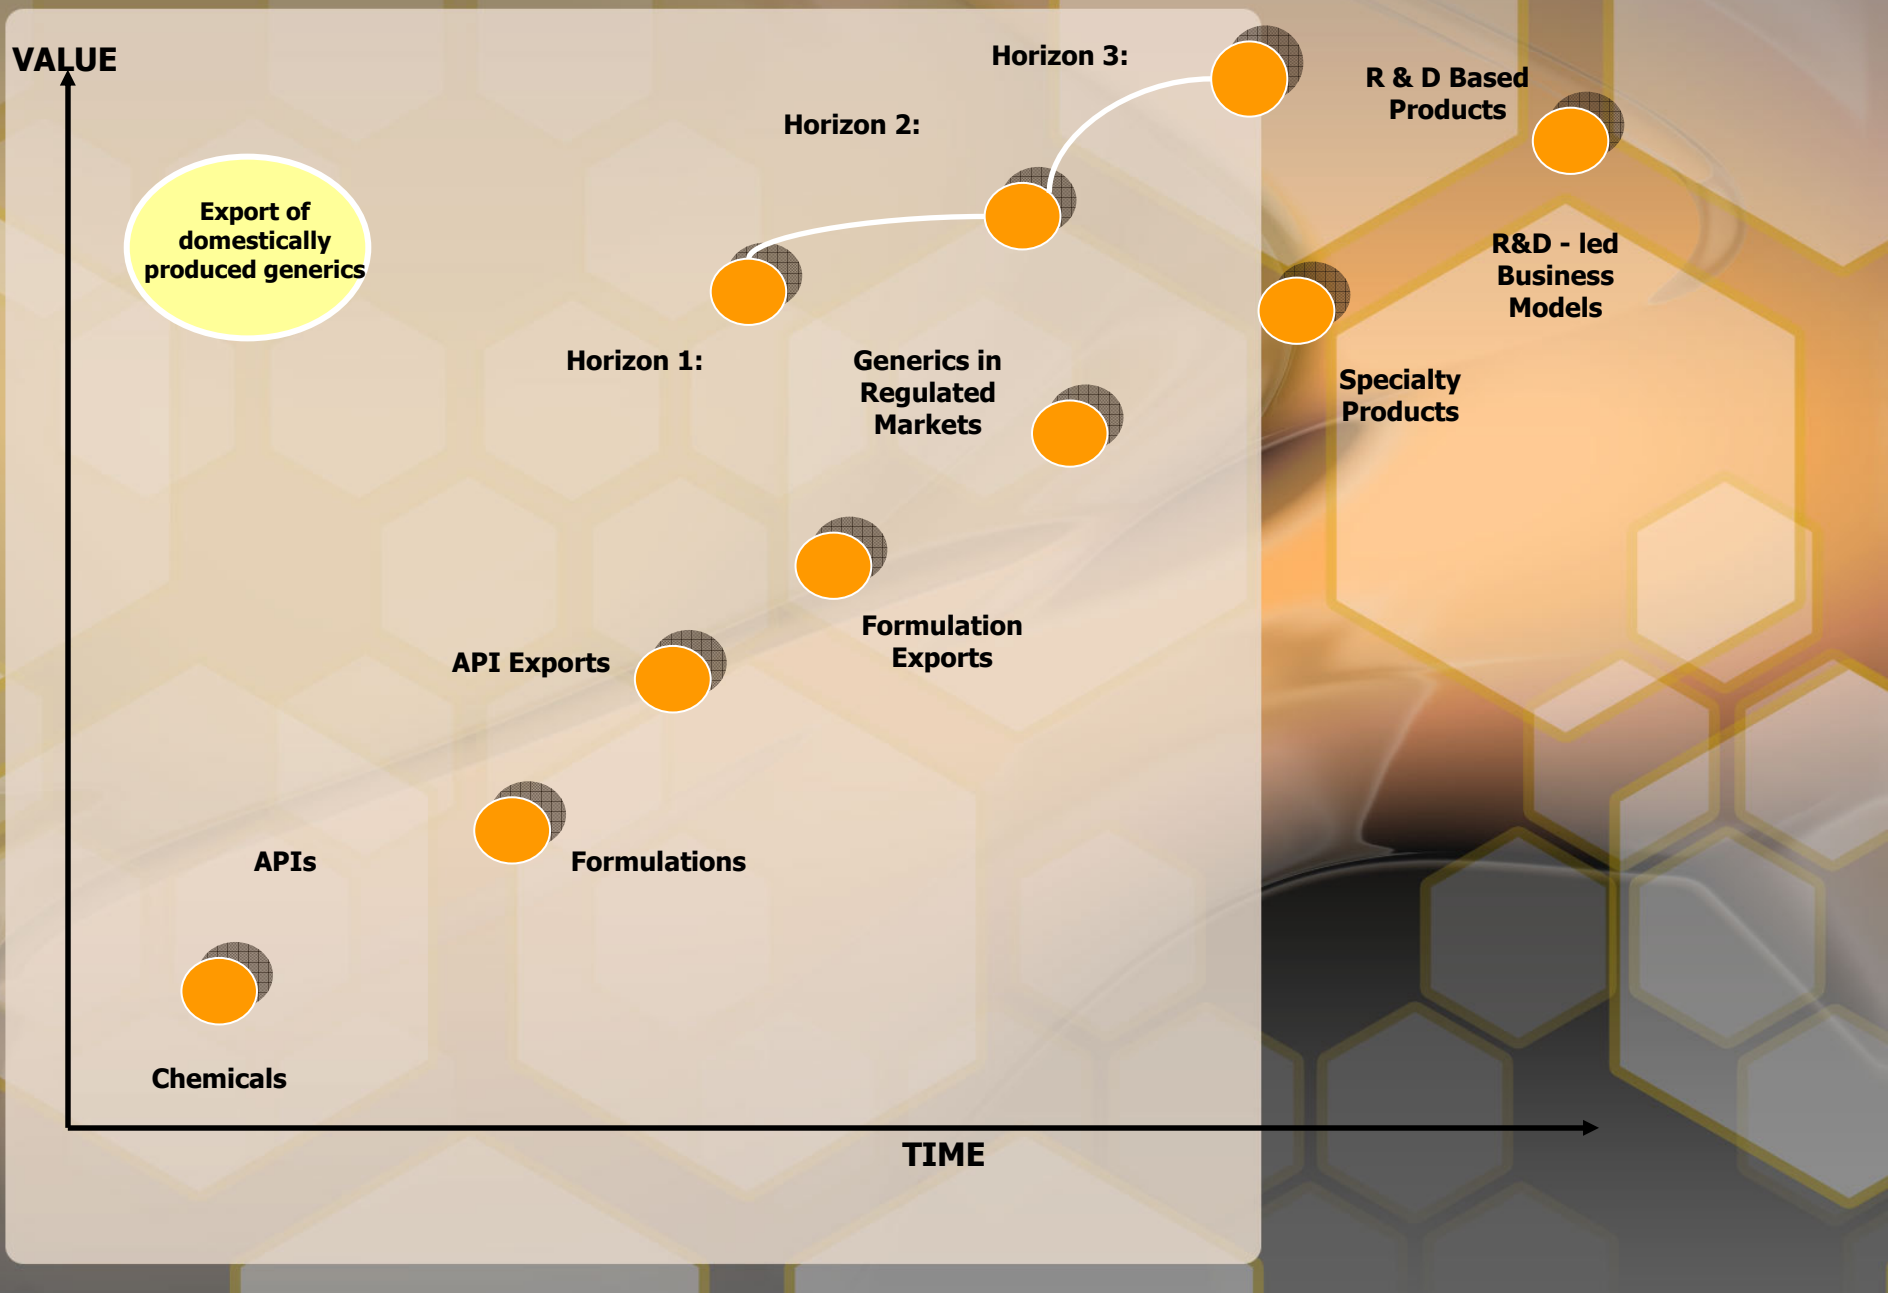 VALUE
Horizon 3:
R & D Based
Products
Horizon 2:
Export of
domestically
produced generics
R&D - led
Business
Models
Horizon 1:
Generics in
Regulated
Markets
Specialty
Products
Formulation
Exports
API Exports
APIs
Formulations
Chemicals
TIME